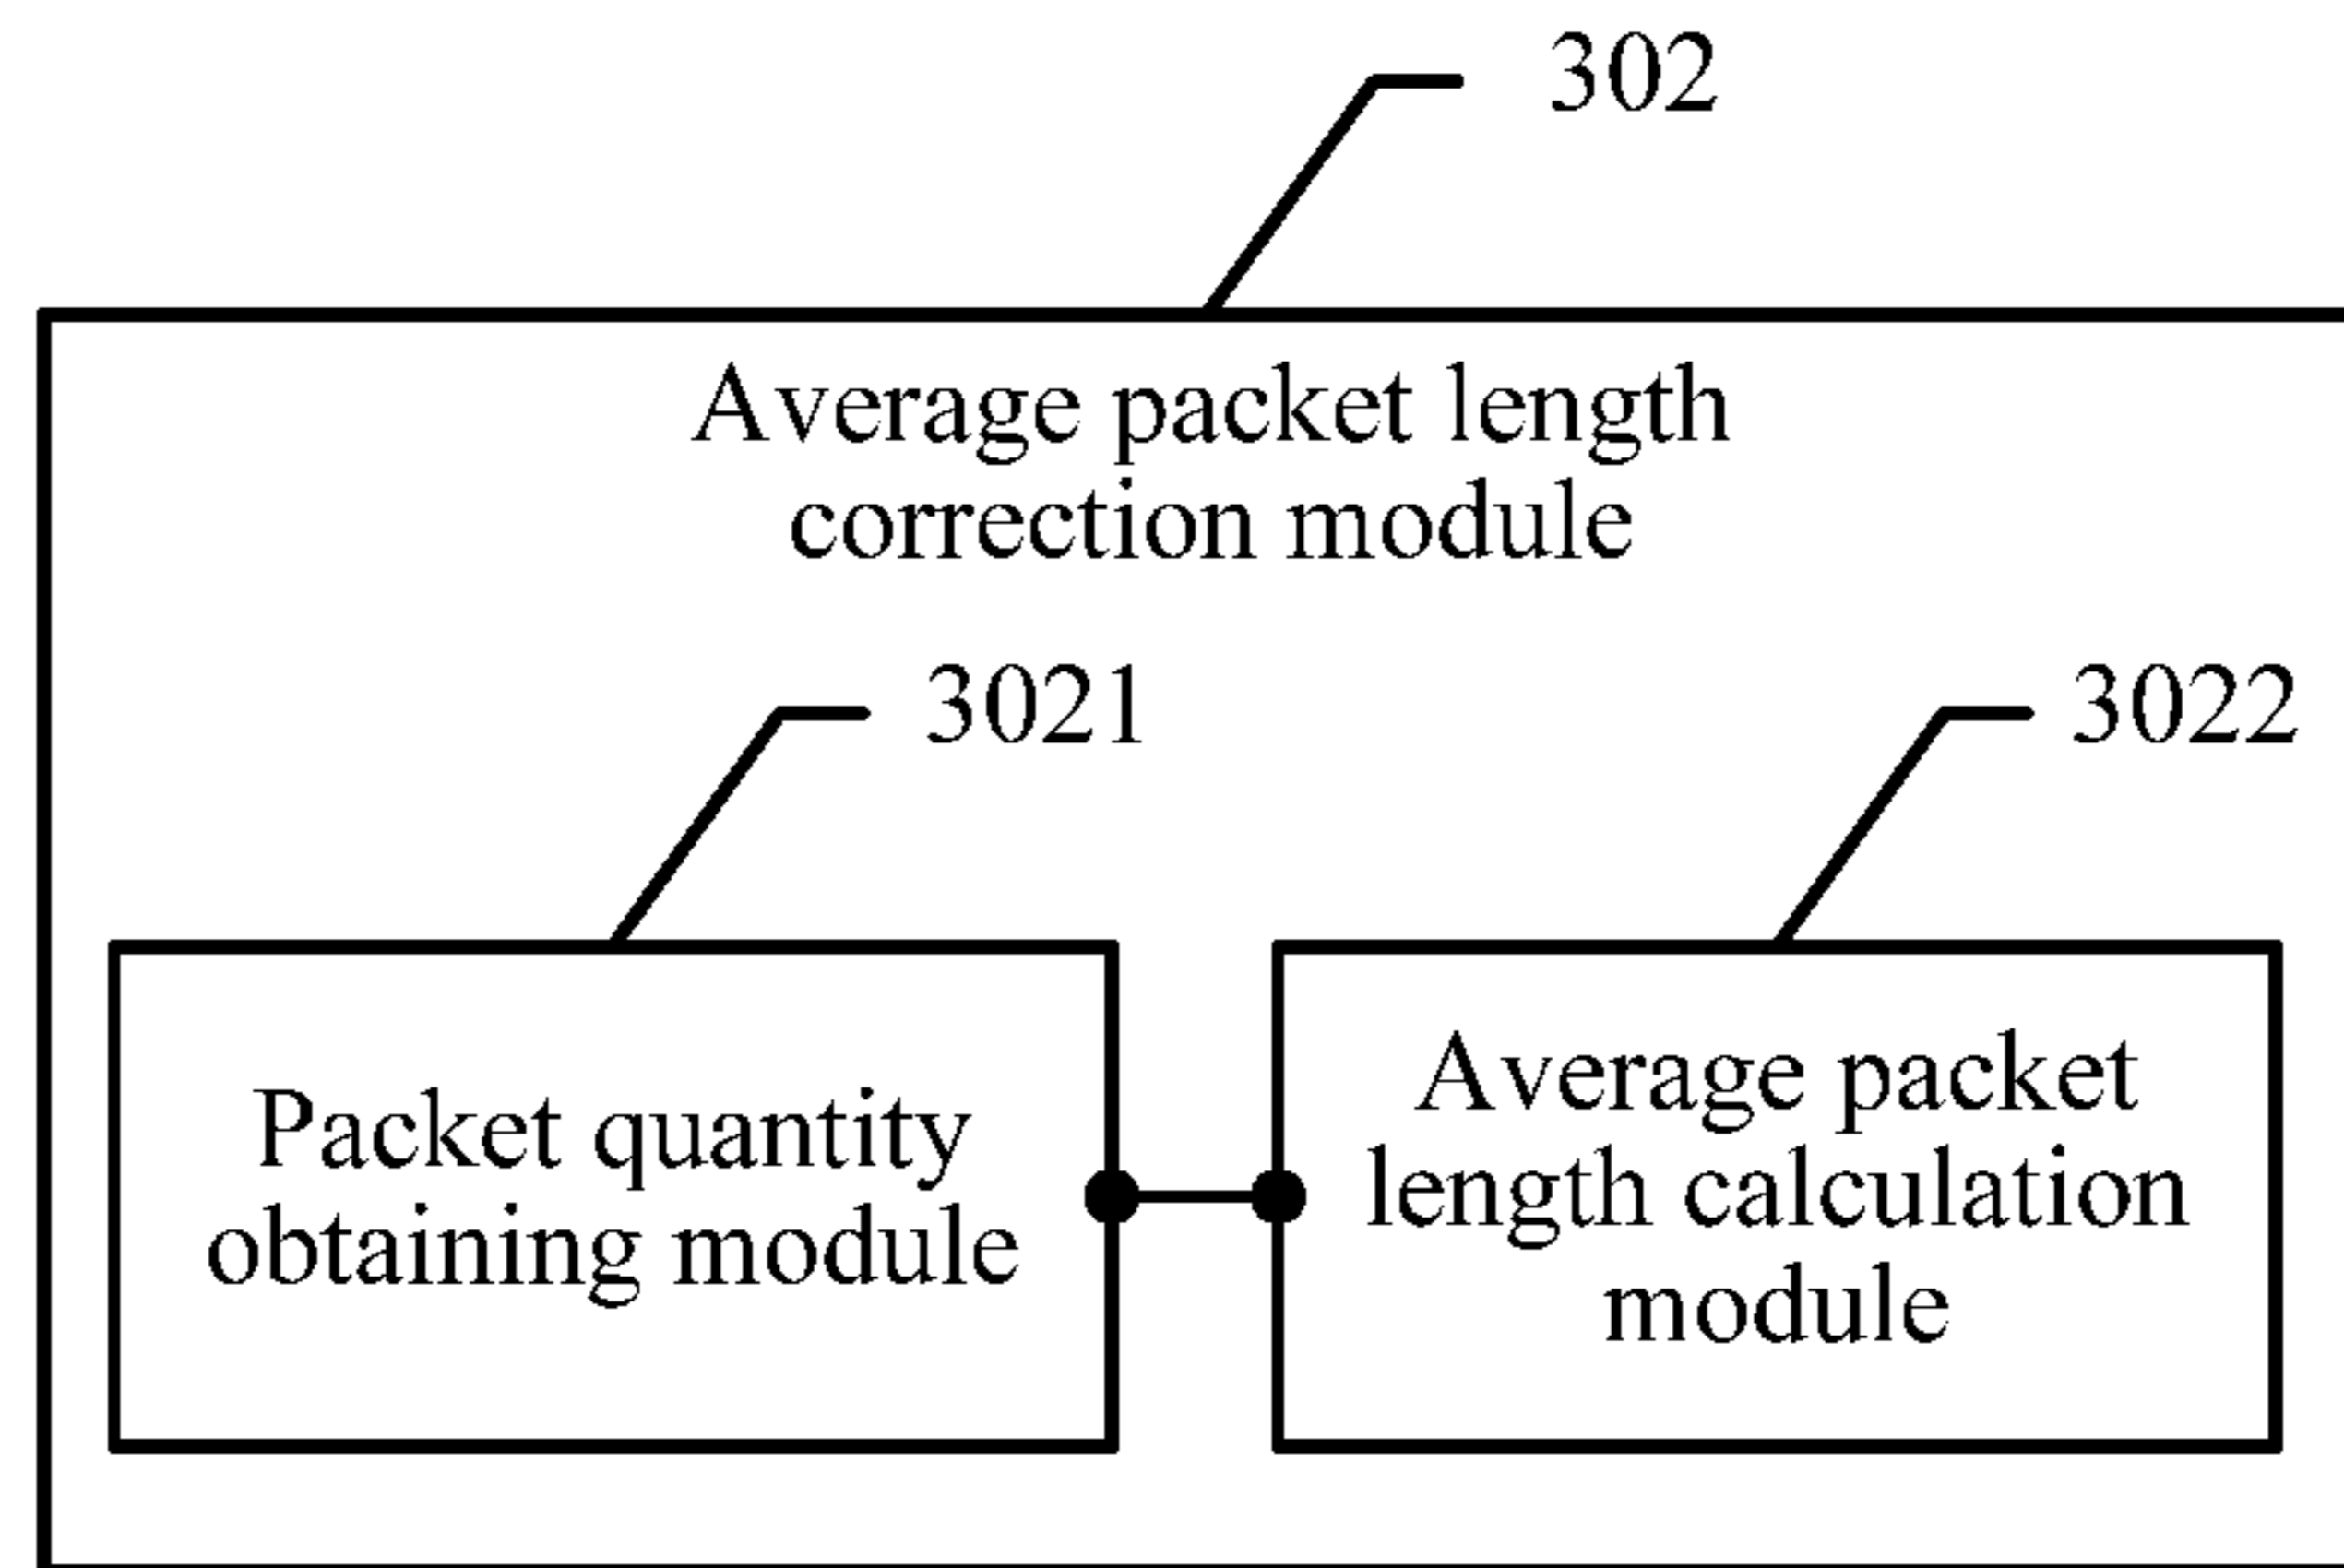 302
Average packet length
correction module
3021
3022
Packet quantity
obtaining module
Average packet
length calculation
module